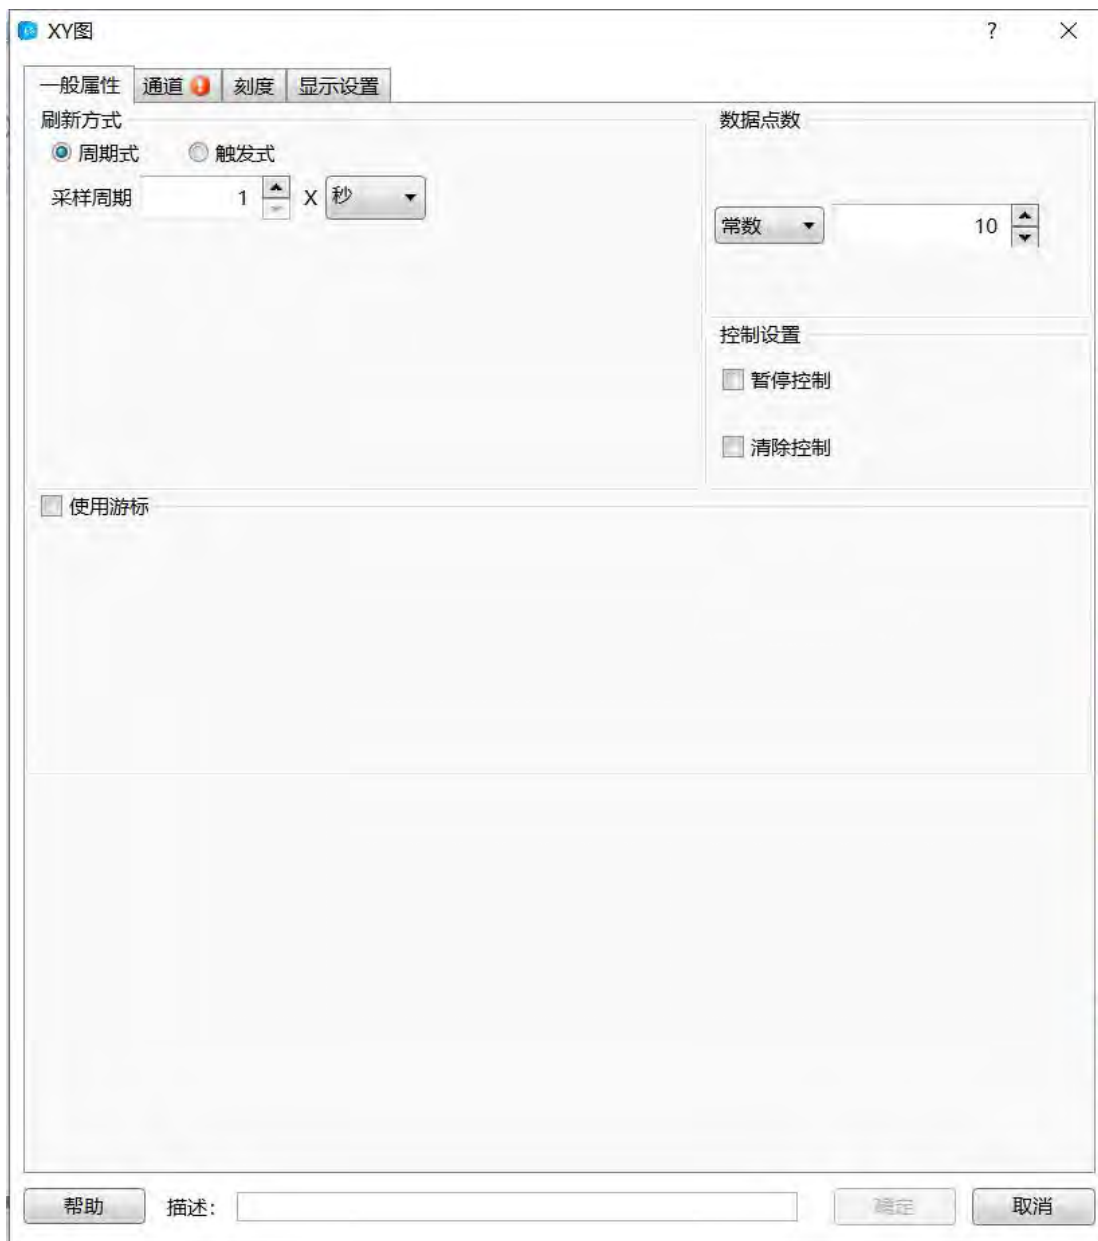 XY图 ?
一般属性 通道 刻度 显示设置
刷新方式 数据点数
周期式 触发式
采样周期 1 X 秒
常数 10
控制设置
暂停控制
清除控制
使用游标
帮助 描述： 确定 取消